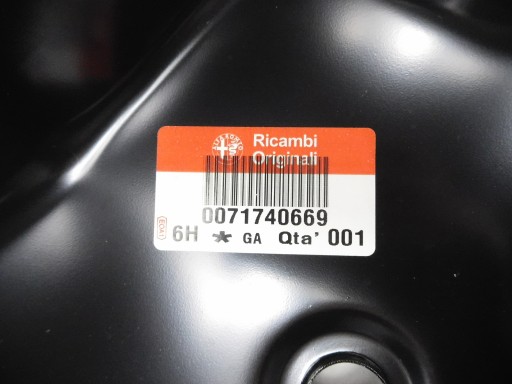 Ricambi
Originali
0071740669
6H * GA Qta' 001